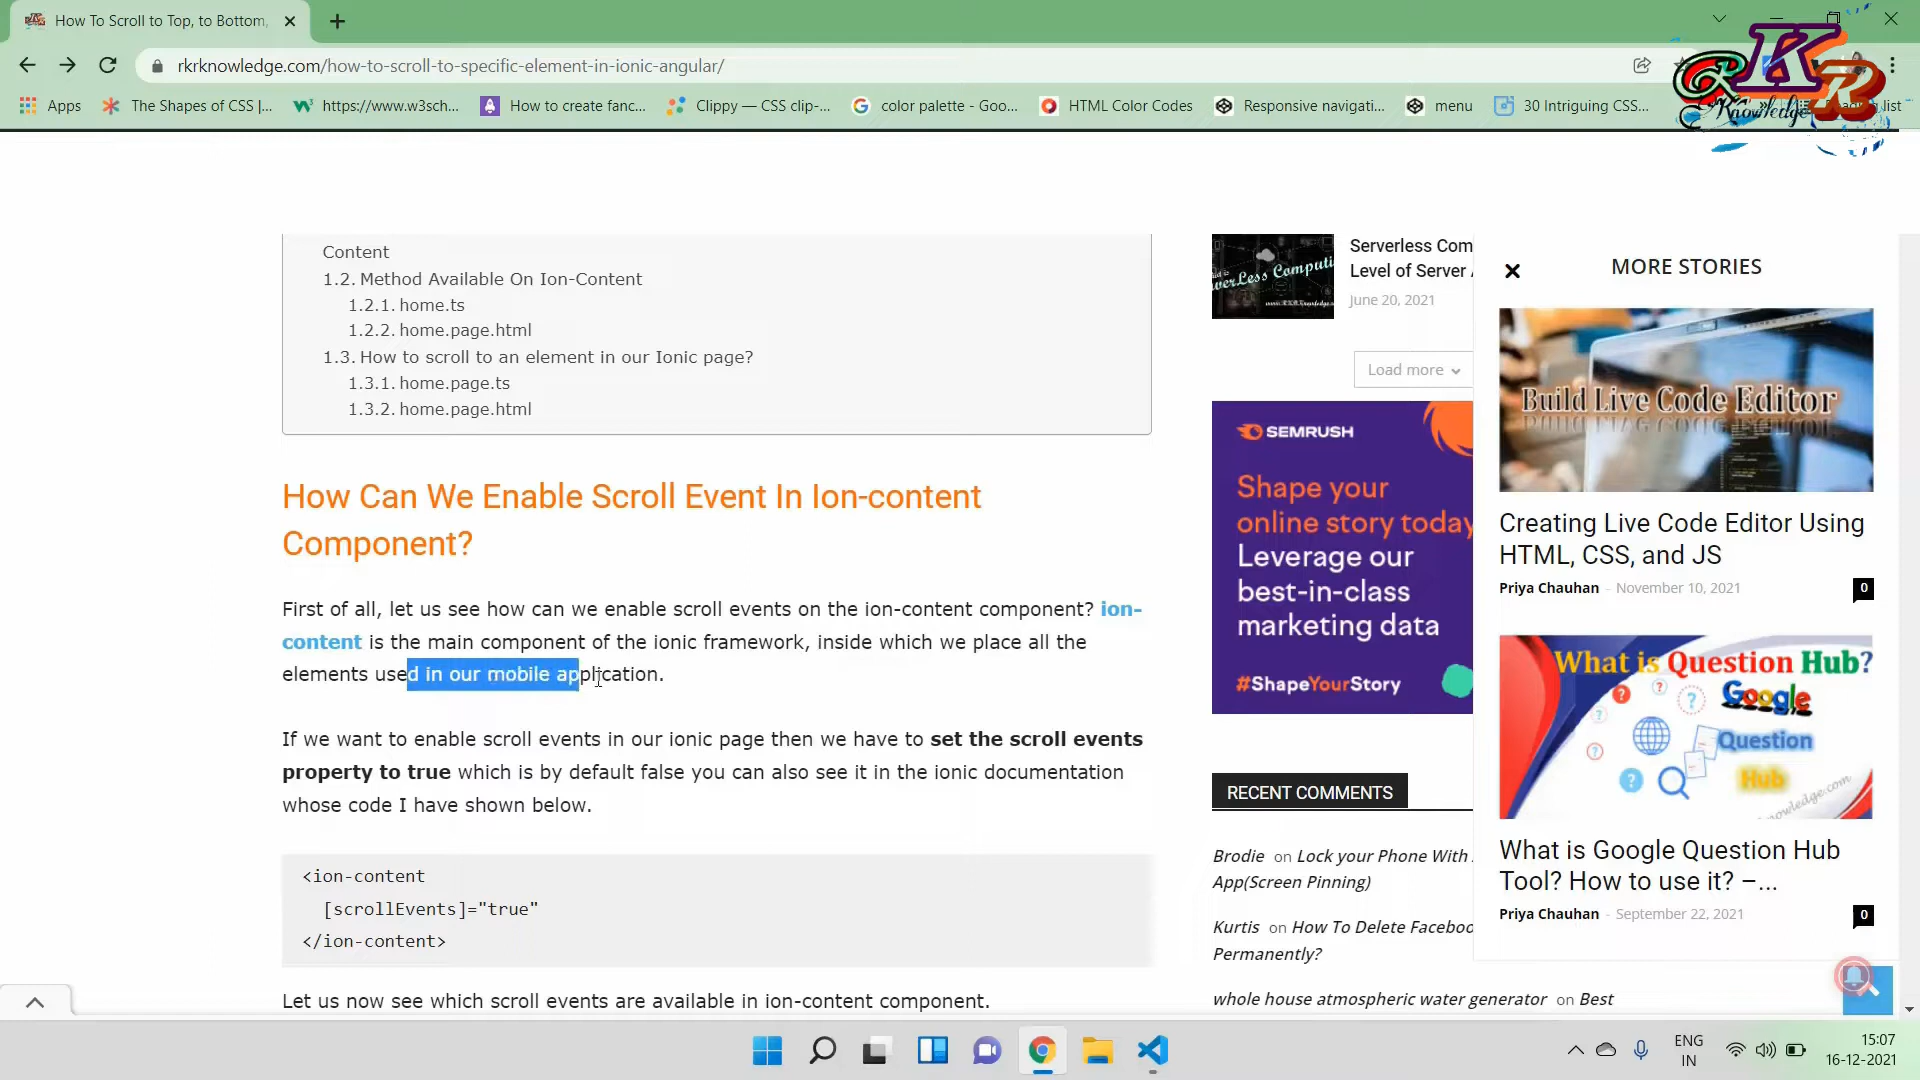 How To Scroll to Top, to Bottom,
rkrknowledge.com/how-to-scroll-to-specific-element-in-ionic-angular/
KR
Knowledge
Apps
The Shapes of CSS |...
https://www.w3sch...
How to create fanc...
Clippy — CSS clip-...
color palette - Goo...
HTML Color Codes
Responsive navigati...
menu
30 Intriguing CSS...
list
Content
1.2. Method Available On Ion-Content
1.2.1. home.ts
1.2.2. home.page.html
1.3. How to scroll to an element in our Ionic page?
1.3.1. home.page.ts
1.3.2. home.page.html
How Can We Enable Scroll Event In Ion-content
Component?
First of all, let us see how can we enable scroll events on the ion-content component? ion-
content is the main component of the ionic framework, inside which we place all the
elements used in our mobile application.
If we want to enable scroll events in our ionic page then we have to set the scroll events
property to true which is by default false you can also see it in the ionic documentation
whose code I have shown below.
<ion-content
[scrollEvents]="true"
</ion-content>
Let us now see which scroll events are available in ion-content component.
Serverless Com
Level of Server
June 20, 2021
Load more
SEMRUSH
Shape your
online story today
Leverage our
best-in-class
marketing data
#ShapeYourStory
RECENT COMMENTS
Brodie on Lock your Phone With
App(Screen Pinning)
Kurtis on How To Delete Faceboo
Permanently?
whole house atmospheric water generator on Best
MORE STORIES
Build Live Code Editor
Creating Live Code Editor Using
HTML, CSS, and JS
Priya Chauhan - November 10, 2021
0
What is Question Hub?
Google
Question
Hub
What is Google Question Hub
Tool? How to use it? –...
Priya Chauhan - September 22, 2021
0
ENG
IN
15:07
16-12-2021